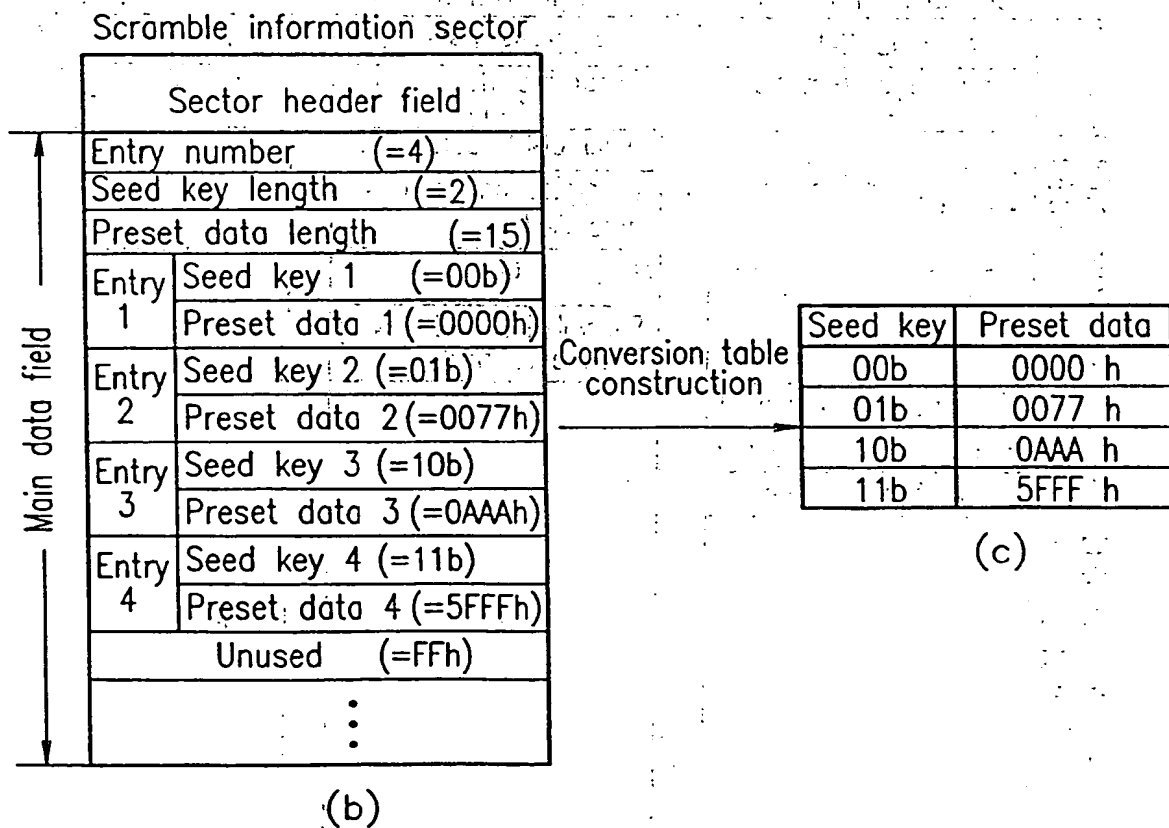 Scramble information sector
Sector header field
Entry number (=4)
Seed key length (=2)
Preset data length (=15)
Entry 1
Seed key 1 (=00b)
Preset data 1 (=0000h)
Entry 2
Seed key 2 (=01b)
Preset data 2 (=0077h)
Entry 3
Seed key 3 (=10b)
Preset data 3 (=0AAAh)
Entry 4
Seed key 4 (=11b)
Preset data 4 (=5FFFh)
Unused (=FFh)
Main data field
(b)
Conversion table
construction
Seed key Preset data
00b 0000 h
01b 0077 h
10b 0AAA h
11b 5FFF h
(c)